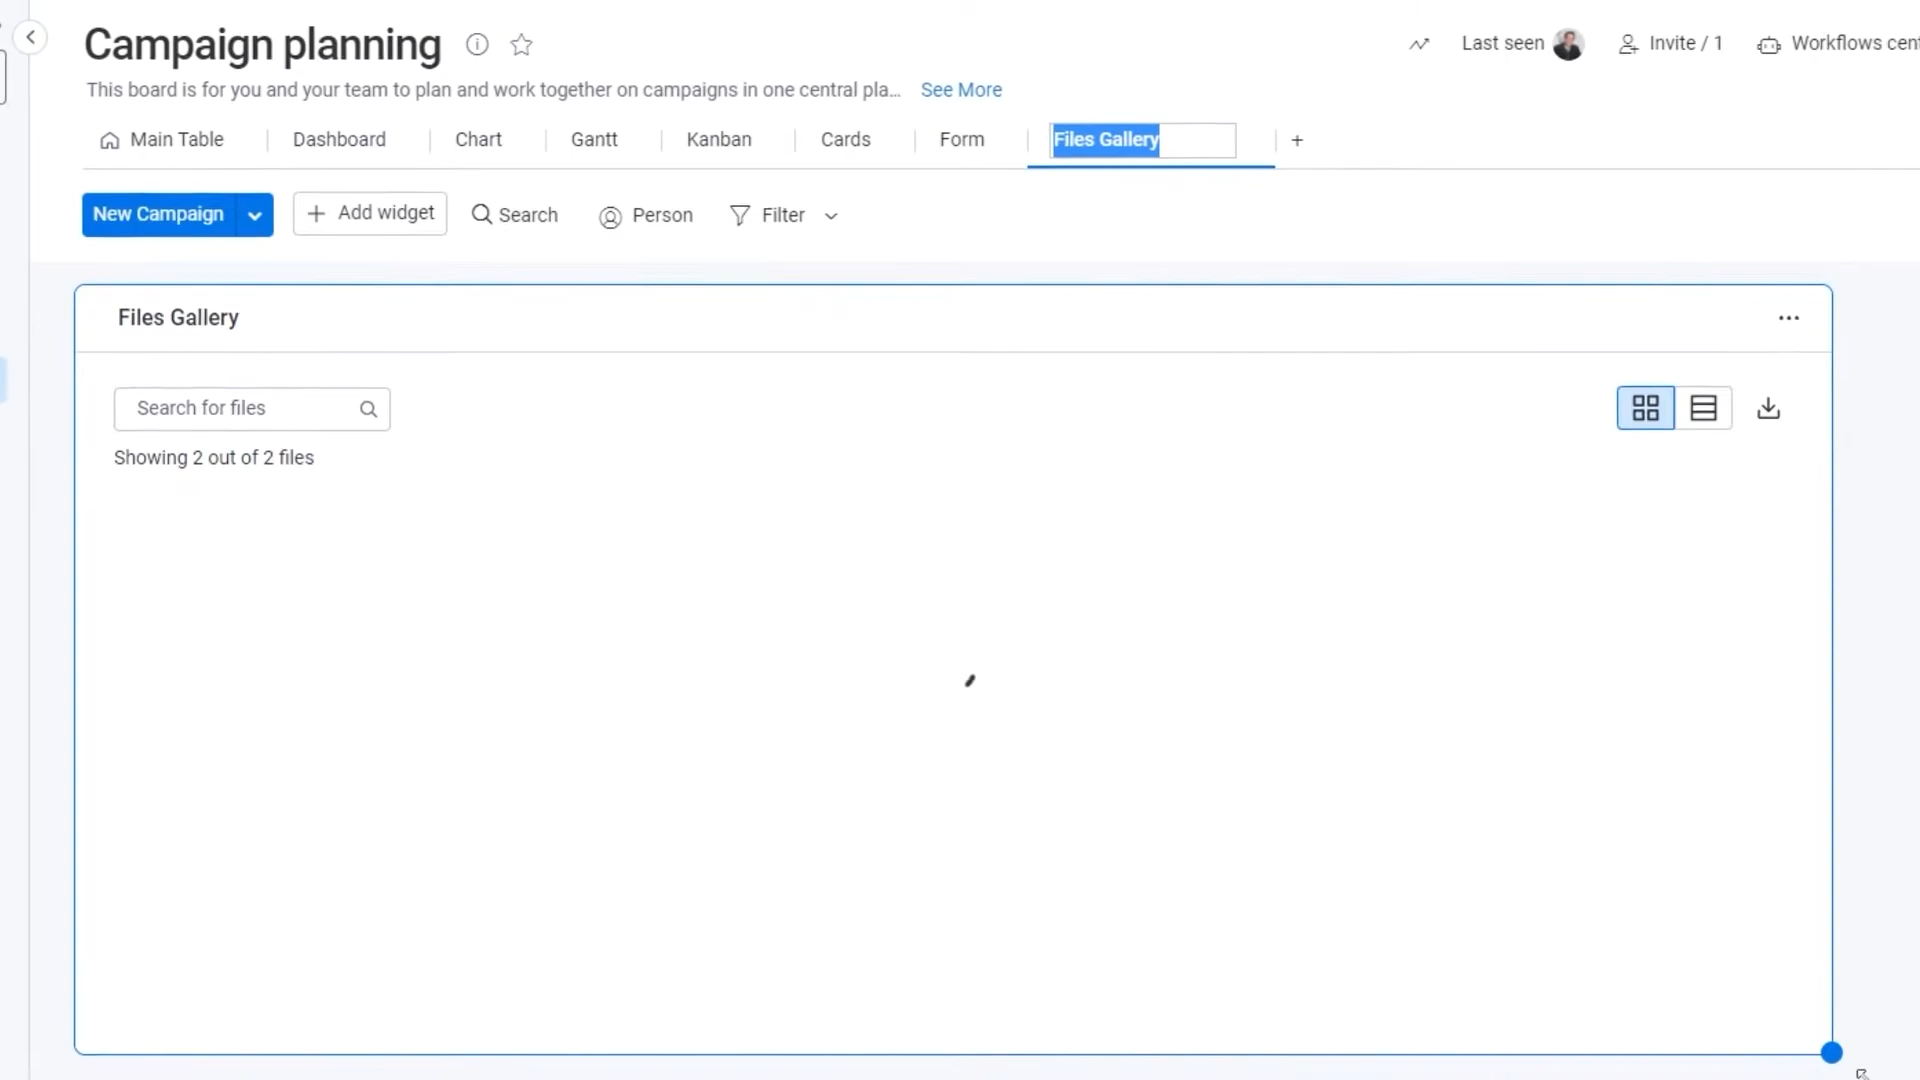 Campaign planning
Last seen
Invite / 1
Workflows cent
This board is for you and your team to plan and work together on campaigns in one central pla... See More
Main Table
Dashboard
Chart
Gantt
Kanban
Cards
Form
Files Gallery
+
New Campaign
+ Add widget
Search
Person
Filter
Files Gallery
Search for files
Showing 2 out of 2 files